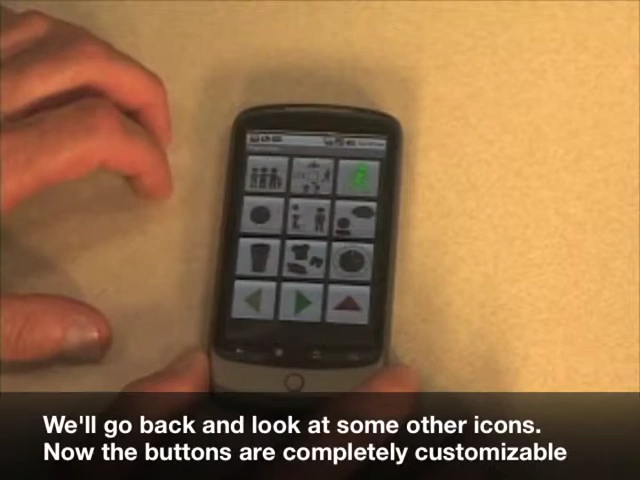 We'll go back and look at some other icons.
Now the buttons are completely customizable